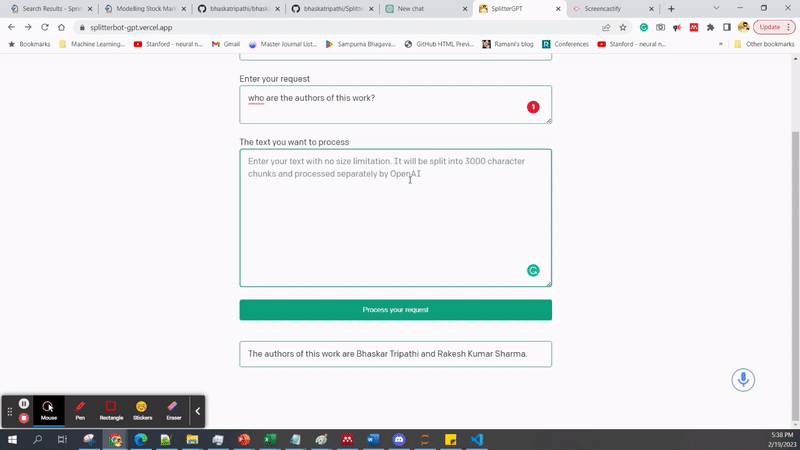 Search Results - Sprin
Modelling Stock Mark
bhaskatripathi/bhaska
bhaskatripathi/Splitter
New chat
SplitterGPT
Screencastify
splitterbot-gpt.vercel.app
Update
Bookmarks
Machine Learning...
Stanford - neural n...
Gmail
Master Journal List...
Sampurna Bhagava...
GitHub HTML Previ...
Ramani's blog
Conferences
Stanford - neural n...
Other bookmarks
Enter your request
who are the authors of this work?
1
The text you want to process
Enter your text with no size limitation. It will be split into 3000 character
chunks and processed separately by OpenAI
Process your request
The authors of this work are Bhaskar Tripathi and Rakesh Kumar Sharma.
Mouse
Pen
Rectangle
Stickers
Eraser
5:38 PM
2/19/2023